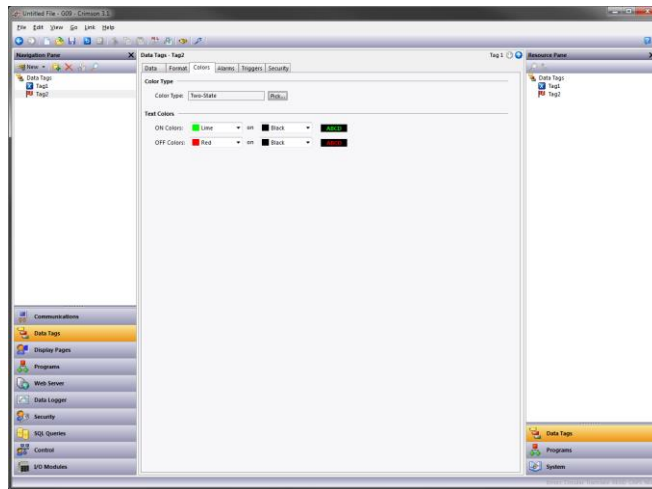 Untitled File - G09 - Crimson 3.1
File Edit View Go Link Help
Navigation Pane
New
Data Tags
Tag1
Tag2
Communications
Data Tags
Display Pages
Programs
Web Server
Data Logger
Security
SQL Queries
Control
I/O Modules
Data Tags - Tag2
Tag 1
Data Format Colors Alarms Triggers Security
Color Type
Color Type: Two-State Pick...
Text Colors
ON Colors: Lime on Black ABCD
OFF Colors: Red on Black ABCD
Resource Pane
Data Tags
Tag1
Tag2
Data Tags
Programs
System